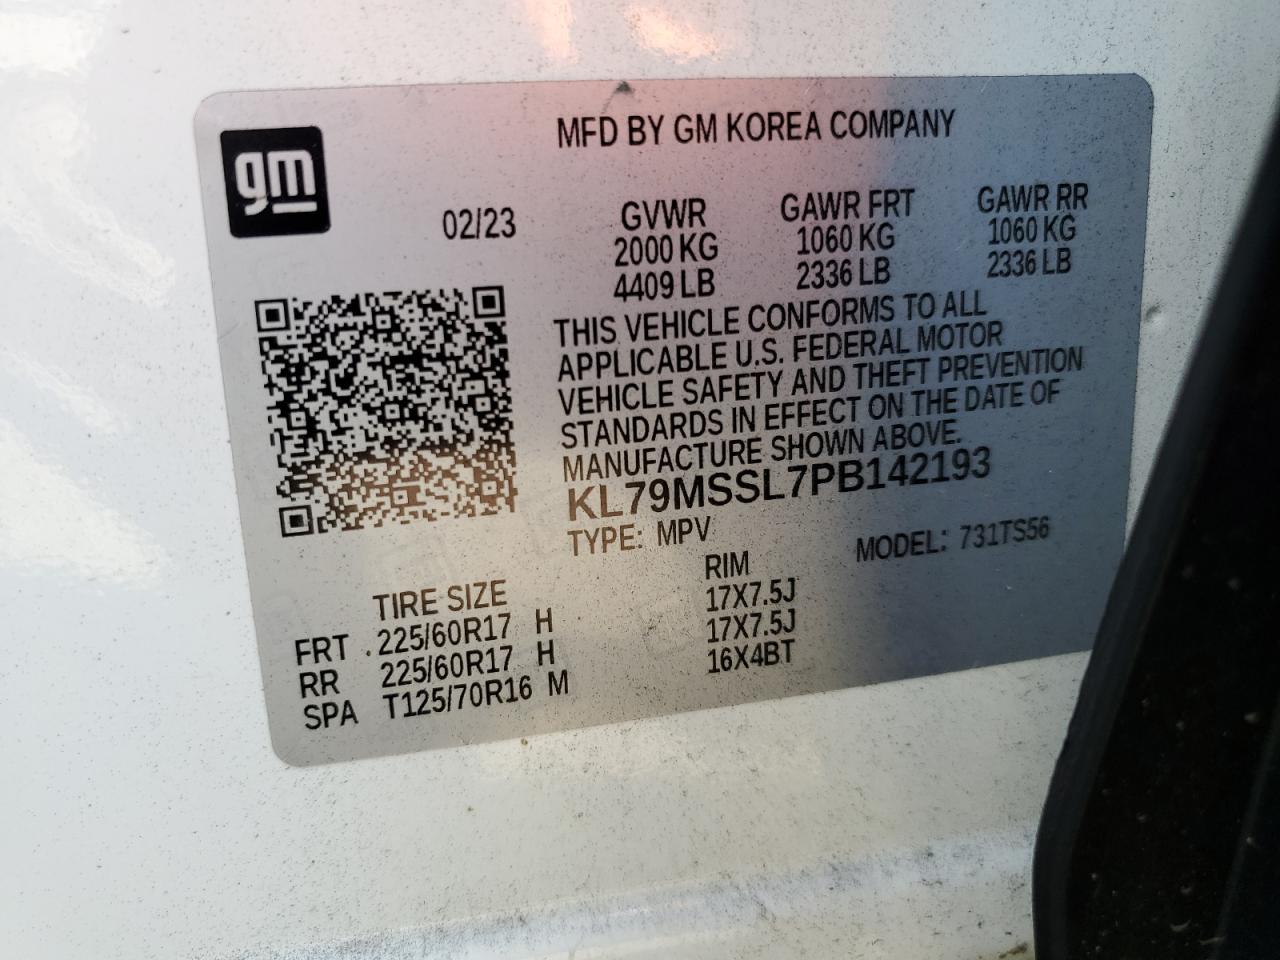 gm
MFD BY GM KOREA COMPANY
02/23
GVWR GAWR FRT GAWR RR
2000 KG 1060 KG 1060 KG
4409 LB 2336 LB 2336 LB
THIS VEHICLE CONFORMS TO ALL
APPLICABLE U.S. FEDERAL MOTOR
VEHICLE SAFETY AND THEFT PREVENTION
STANDARDS IN EFFECT ON THE DATE OF
MANUFACTURE SHOWN ABOVE.
KL79MSSL7PB142193
TYPE: MPV MODEL: 731TS56
TIRE SIZE RIM
FRT 225/60R17 H 17X7.5J
RR 225/60R17 H 17X7.5J
SPA T125/70R16 M 16X4BT